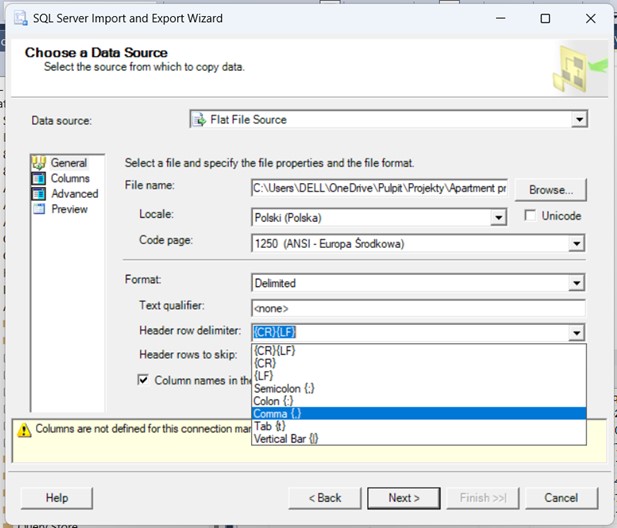 SQL Server Import and Export Wizard
Choose a Data Source
Select the source from which to copy data.
Data source: Flat File Source
General
Columns
Advanced
Preview
Select a file and specify the file properties and the file format.
File name: C:\Users\DELL\OneDrive\Pulpit\Projekty\Apartment pr Browse...
Locale: Polski (Polska) Unicode
Code page: 1250 (ANSI - Europa Środkowa)
Format: Delimited
Text qualifier: <none>
Header row delimiter: {CR}{LF}
Header rows to skip:
Column names in the
{CR}{LF}
{CR}
{LF}
Semicolon {;}
Colon {:}
Comma {,}
Tab {t}
Vertical Bar {|}
Columns are not defined for this connection mar
Help < Back Next > Finish >>| Cancel
Query Store